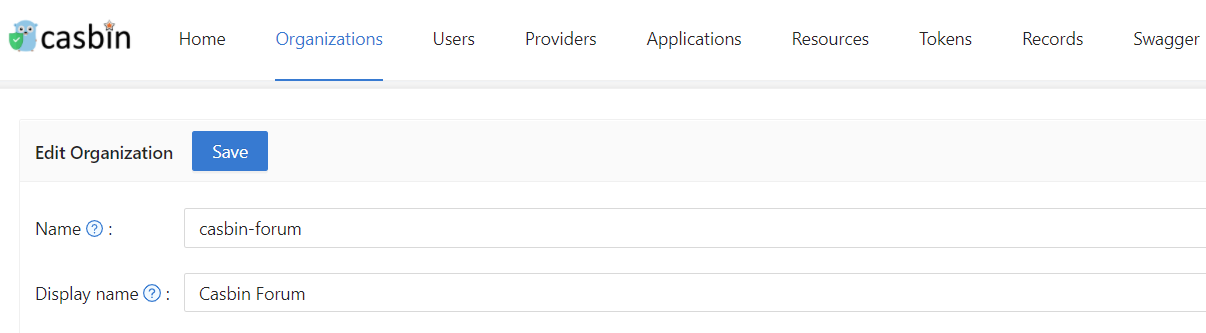 casbin Home Organizations Users Providers Applications Resources Tokens Records Swagger
Edit Organization Save
Name ? : casbin-forum
Display name ? : Casbin Forum